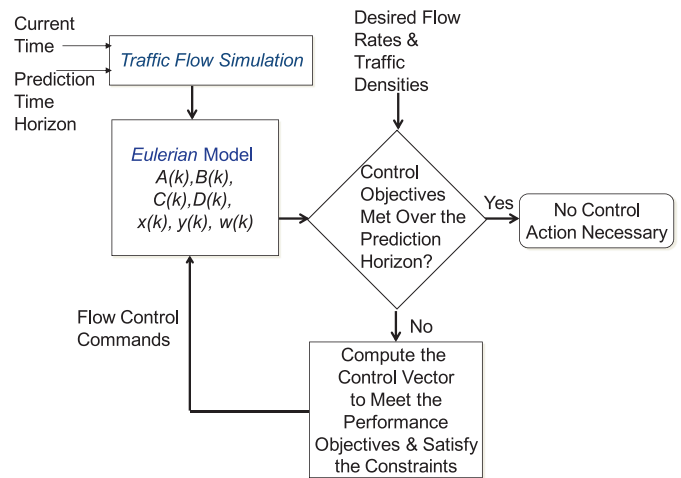 Current
Time
Prediction
Time
Horizon
Traffic Flow Simulation
Desired Flow
Rates &
Traffic
Densities
Eulerian Model
A(k),B(k),
C(k),D(k),
x(k), y(k), w(k)
Control
Objectives
Met Over the
Prediction
Horizon?
Yes
No Control
Action Necessary
No
Flow Control
Commands
Compute the
Control Vector
to Meet the
Performance
Objectives & Satisfy
the Constraints